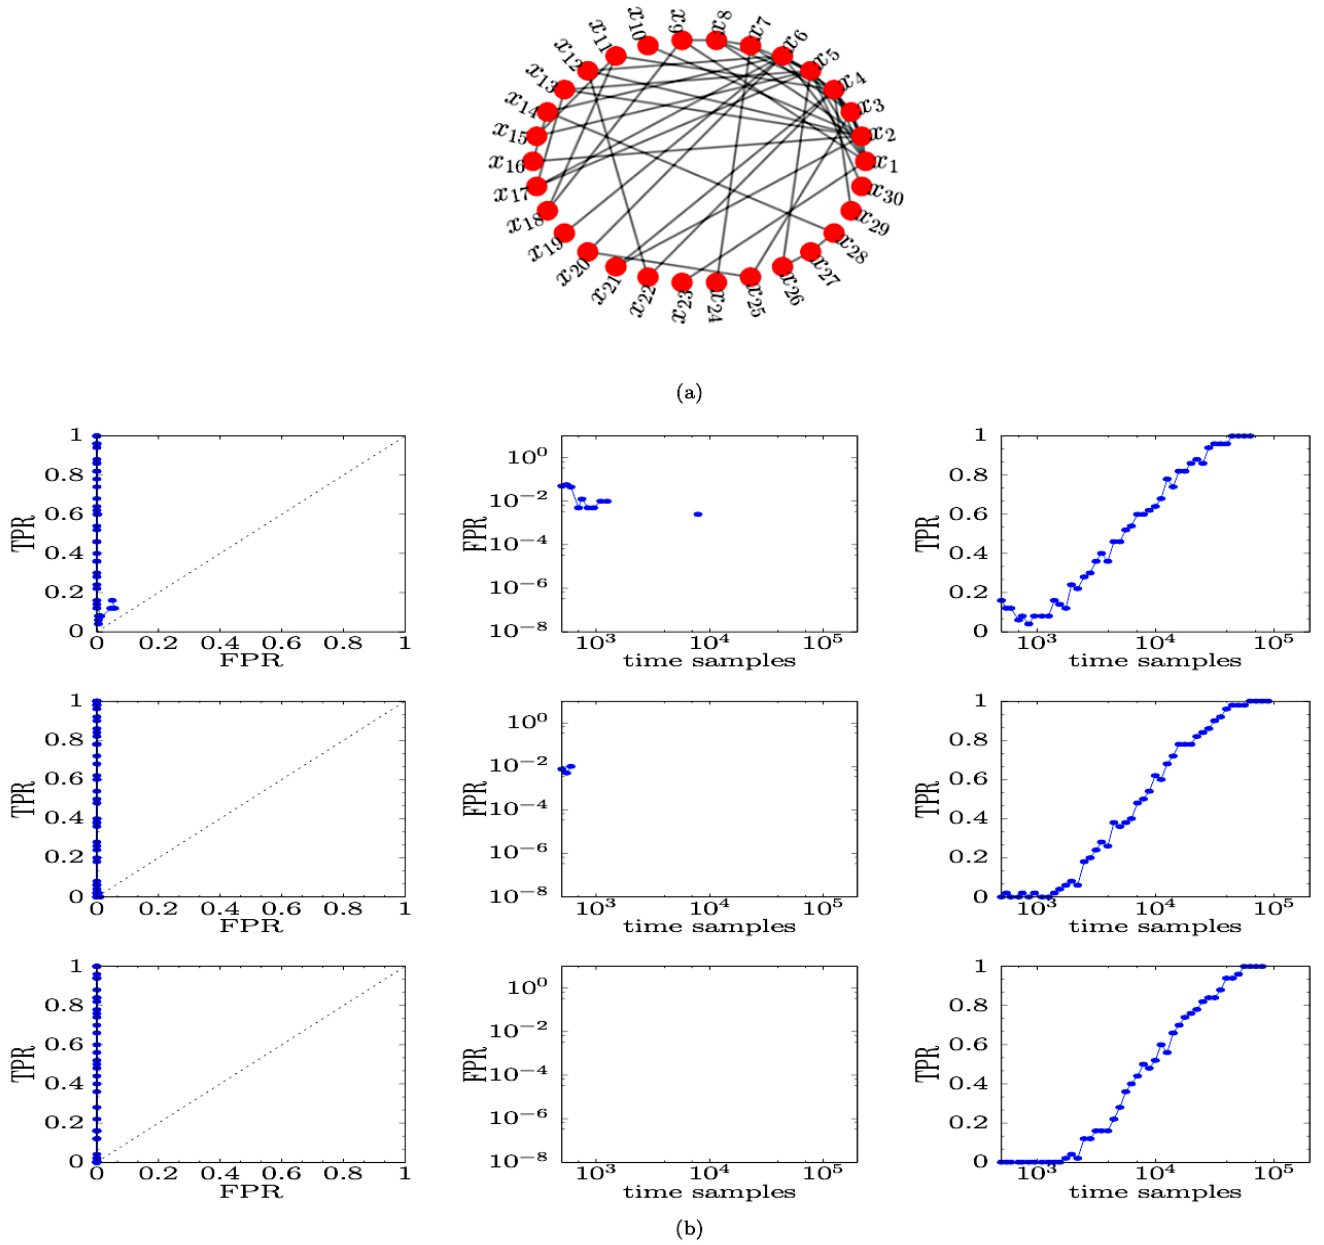 x10 x9 x8 x7
x11 x6
x12 x5
x13 x4
x14 x3
x15 x2
x16 x1
x17 x30
x18 x29
x19 x28
x20 x27
x21 x26
x22 x23 x24 x25
(a)
1 10^0 1
0.8 10^-2 0.8
TPR 0.6 FPR 10^-4 TPR 0.6
0.4 10^-6 0.4
0.2 0.2
0 10^-8 0
0 0.2 0.4 0.6 0.8 1 10^3 10^4 10^5 10^3 10^4 10^5
FPR time samples time samples
1 10^0 1
0.8 10^-2 0.8
TPR 0.6 FPR 10^-4 TPR 0.6
0.4 10^-6 0.4
0.2 0.2
0 10^-8 0
0 0.2 0.4 0.6 0.8 1 10^3 10^4 10^5 10^3 10^4 10^5
FPR time samples time samples
1 10^0 1
0.8 10^-2 0.8
TPR 0.6 FPR 10^-4 TPR 0.6
0.4 10^-6 0.4
0.2 0.2
0 10^-8 0
0 0.2 0.4 0.6 0.8 1 10^3 10^4 10^5 10^3 10^4 10^5
FPR time samples time samples
(b)